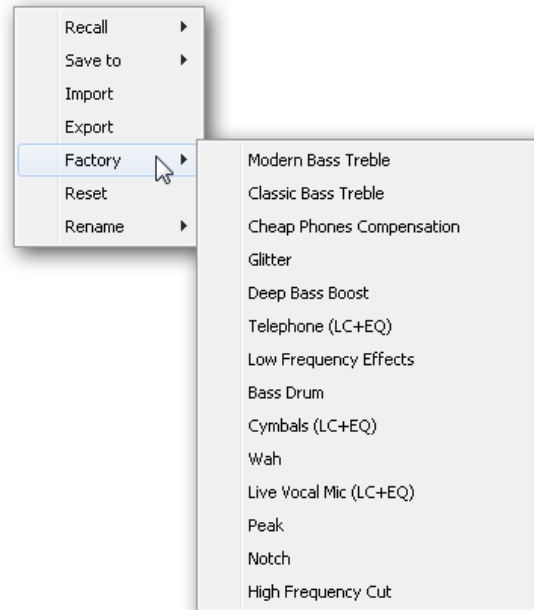 Recall
Save to
Import
Export
Factory
Reset
Rename
Modern Bass Treble
Classic Bass Treble
Cheap Phones Compensation
Glitter
Deep Bass Boost
Telephone (LC+EQ)
Low Frequency Effects
Bass Drum
Cymbals (LC+EQ)
Wah
Live Vocal Mic (LC+EQ)
Peak
Notch
High Frequency Cut